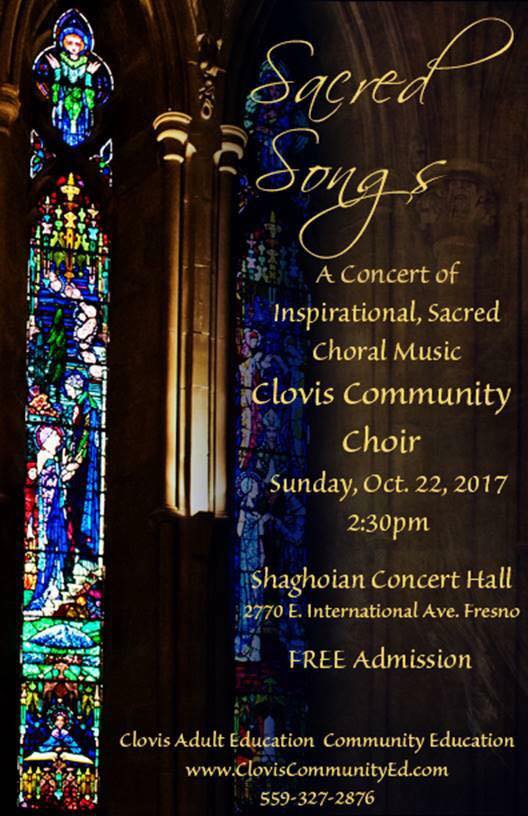 Sacred
Songs
A Concert of
Inspirational, Sacred
Choral Music
Clovis Community
Choir
Sunday, Oct. 22, 2017
2:30pm
Shaghoian Concert Hall
2770 E. International Ave. Fresno
FREE Admission
Clovis Adult Education Community Education
www.ClovisCommunityEd.com
559-327-2876